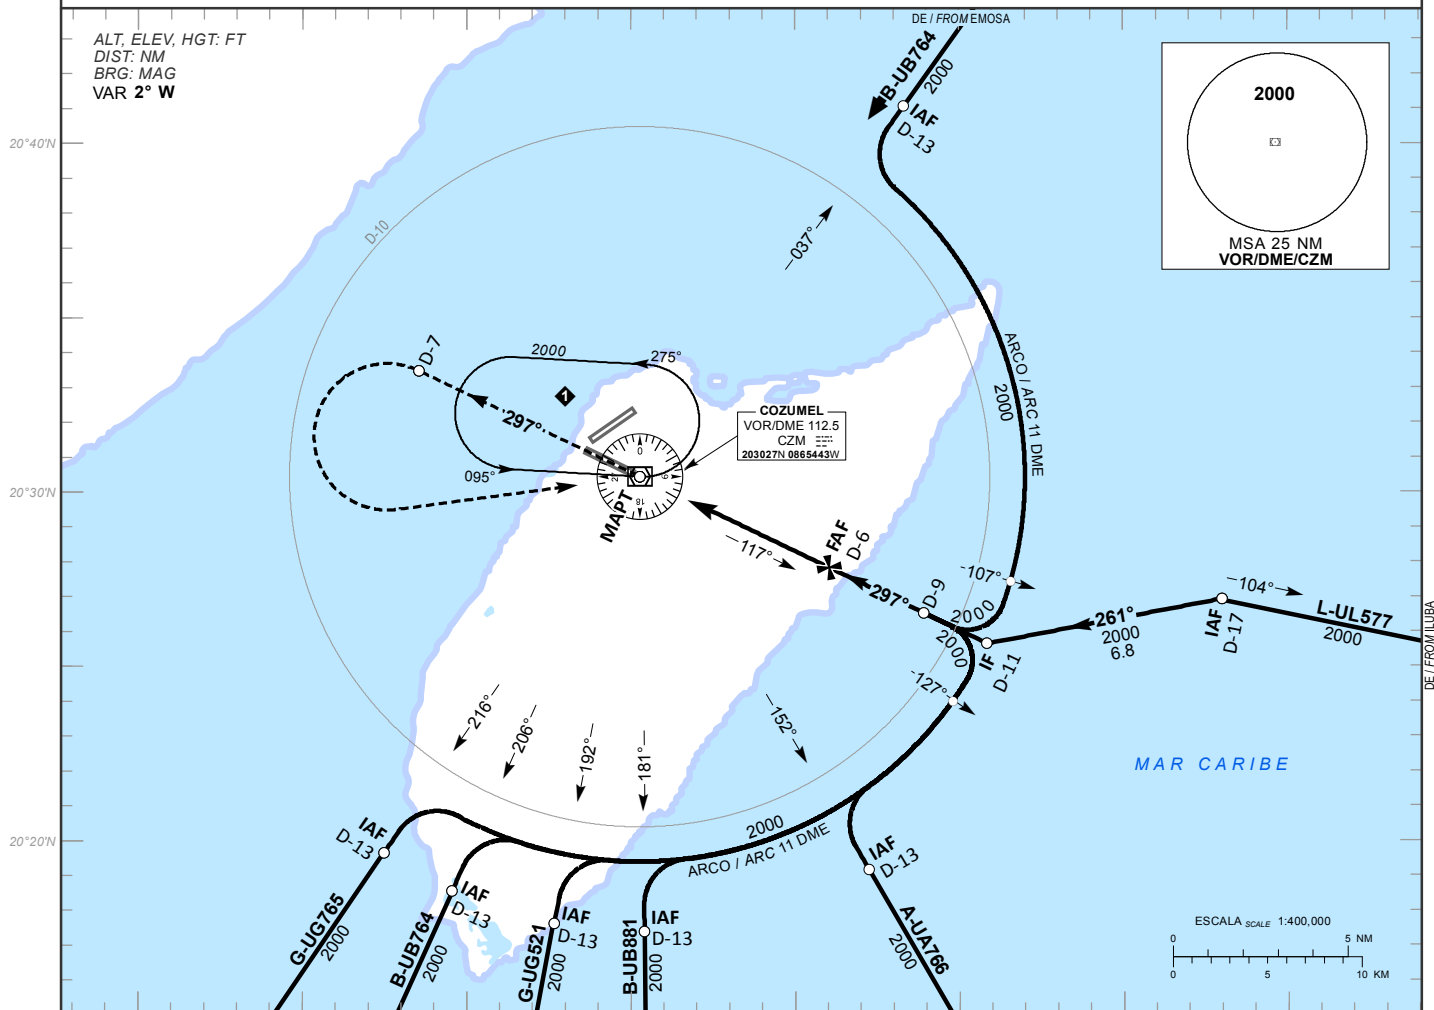 ALT, ELEV, HGT: FT
DIST: NM
BRG: MAG
VAR 2° W
DE / FROM EMOSA
B-UB764
2000
IAF
D-13
2000
MSA 25 NM
VOR/DME/CZM
20°40'N
D-10
037°
ARCO / ARC 11 DME
2000
D-7
2000
275°
1
297°
095°
COZUMEL
VOR/DME 112.5
CZM
203027N 0865443W
0
9
18
27
MAPT
20°30'N
FAF
D-6
117°
107°
297°
D-9
2000
2000
IF
D-11
261°
2000
6.8
104°
IAF
D-17
L-UL577
2000
DE / FROM ILUBA
127°
216°
206°
192°
181°
152°
MAR CARIBE
20°20'N
2000
ARCO / ARC 11 DME
IAF
D-13
G-UG765
2000
IAF
D-13
B-UB764
2000
IAF
D-13
G-UG521
2000
IAF
D-13
B-UB881
2000
IAF
D-13
A-UA766
2000
ESCALA SCALE 1:400,000
0 5 NM
0 5 10 KM